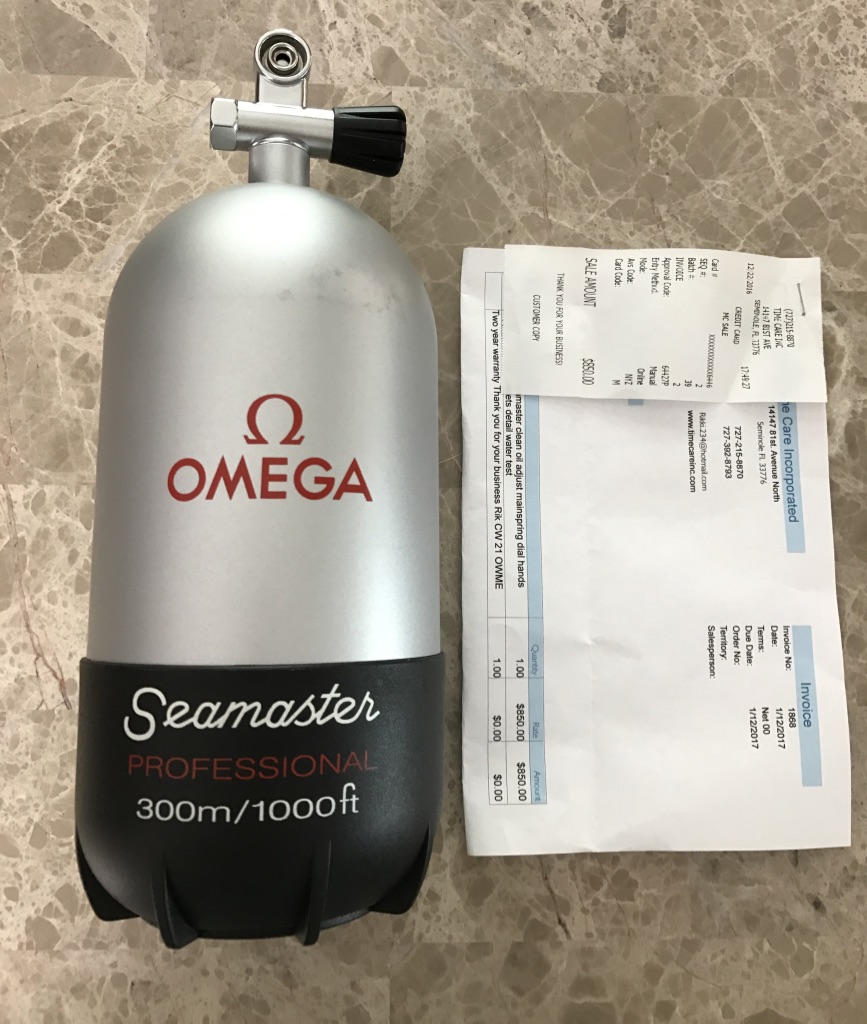 Ω
OMEGA
Seamaster
PROFESSIONAL
300m/1000ft
(727)215-8870
TIME CARE INC
14147 81ST AVE
SEMINOLE, FL 33776
12-22-2016 17:49:27
CREDIT CARD
MC SALE
Card # XXXXXXXXXXXX6446
SEQ #: 2
Batch #: 39
INVOICE 2
Approval Code: 64427P
Entry Method: Manual
Mode: Online
Avs Code: NYZ
Card Code: M
SALE AMOUNT $850.00
THANK YOU FOR YOUR BUSINESS!
CUSTOMER COPY
e Care Incorporated
14147 81st. Avenue North
Seminole Fl. 33776
727-215-8870
727-392-8793
Rikki.234@hotmail.com
www.timecareinc.com
Invoice
Invoice No: 1868
Date: 1/12/2017
Terms: Net 00
Due Date: 1/12/2017
Order No:
Territory:
Salesperson:
Quantity Rate Amount
master clean oil adjust mainspring dial hands 1.00 $850.00 $850.00
ets detail water test
Two year warranty Thank you for your business Rik CW 21 OWME 1.00 $0.00 $0.00